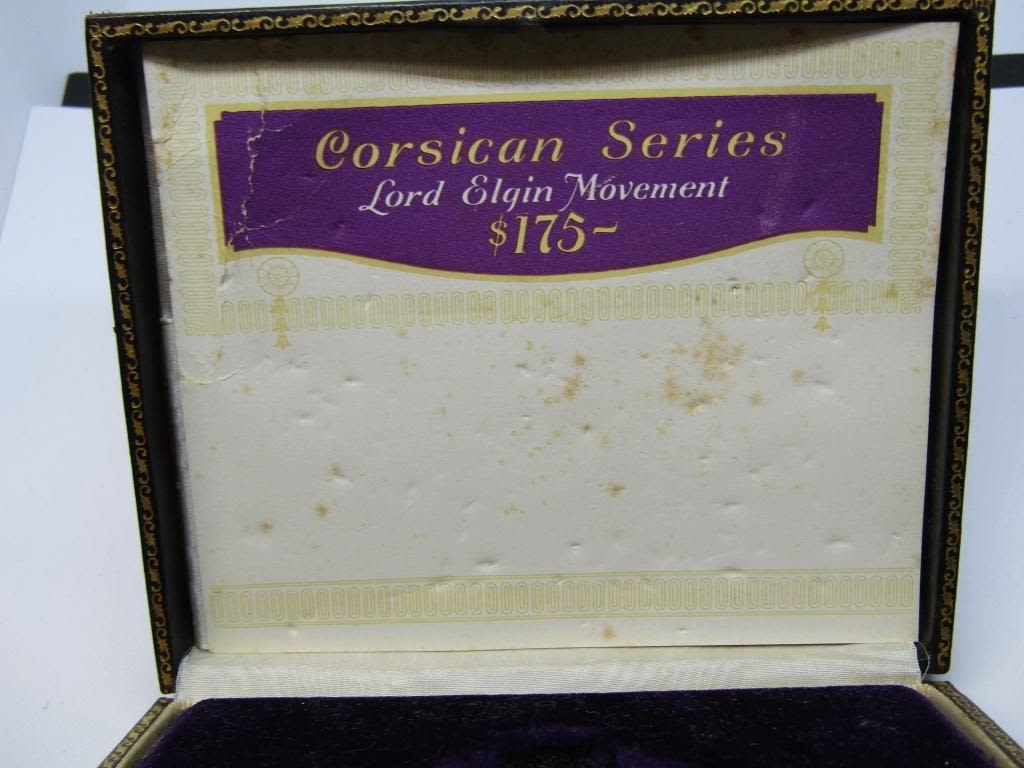 Corsican Series
Lord Elgin Movement
$175~